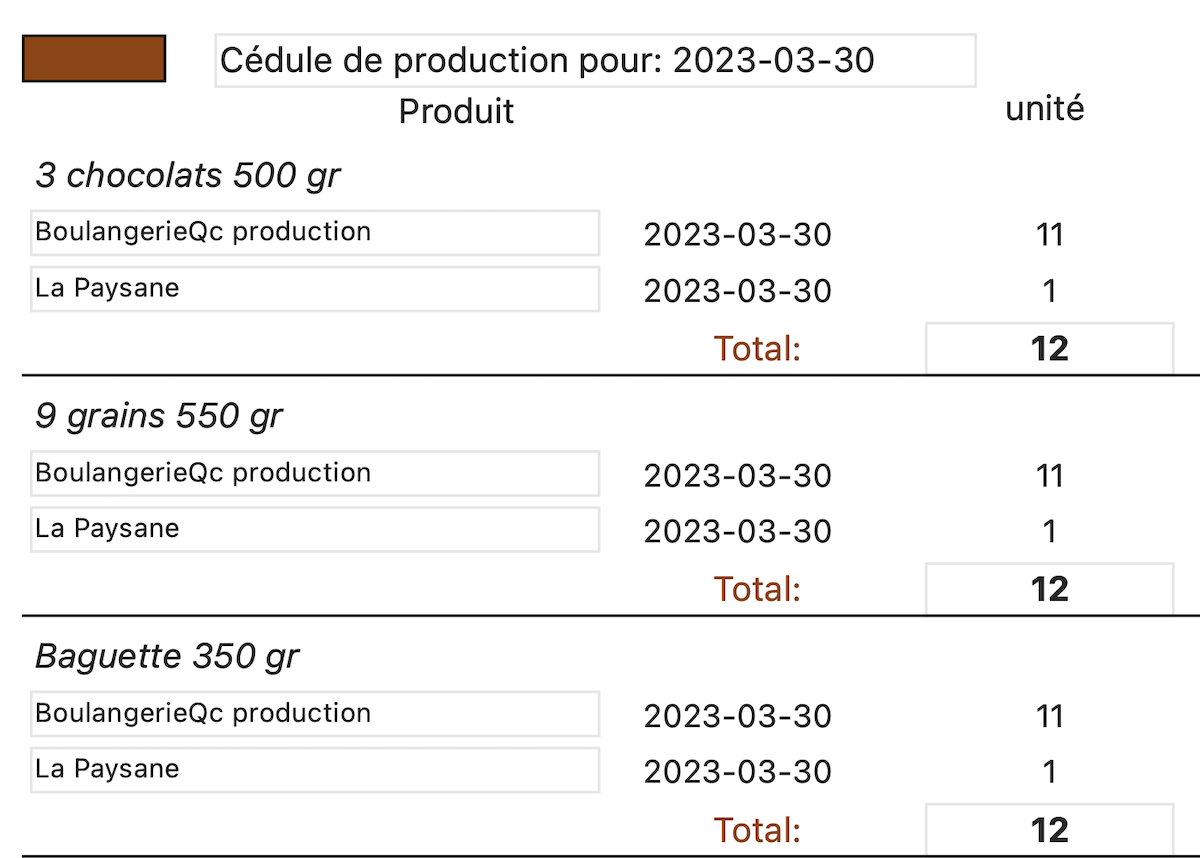 Cédule de production pour: 2023-03-30
Produit unité
3 chocolats 500 gr
BoulangerieQc production 2023-03-30 11
La Paysane 2023-03-30 1
Total: 12
9 grains 550 gr
BoulangerieQc production 2023-03-30 11
La Paysane 2023-03-30 1
Total: 12
Baguette 350 gr
BoulangerieQc production 2023-03-30 11
La Paysane 2023-03-30 1
Total: 12